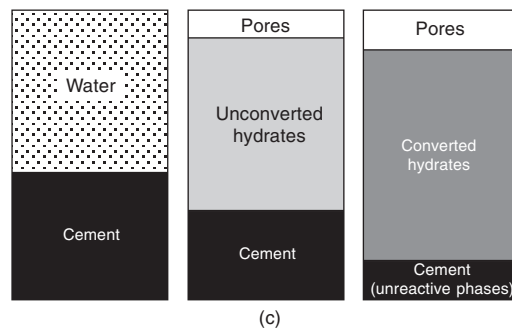 Water
Cement
Pores
Unconverted
hydrates
Cement
Pores
Converted
hydrates
Cement
(unreactive phases)
(c)